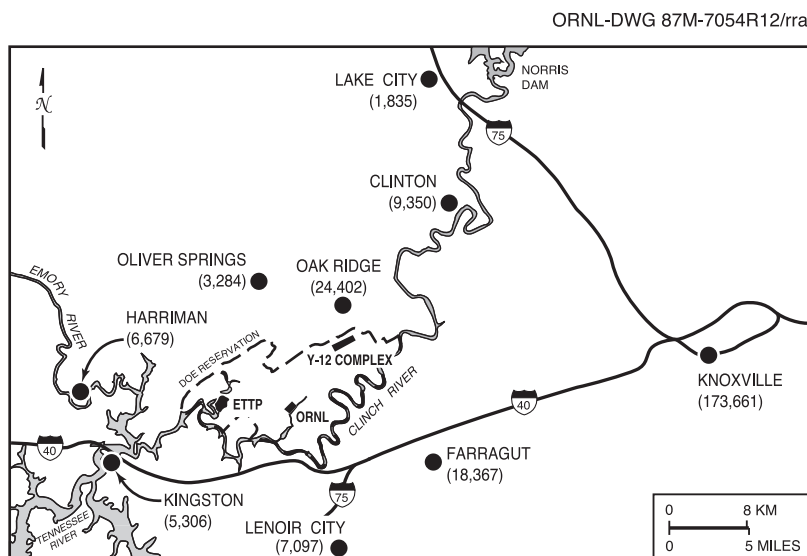 ORNL-DWG 87M-7054R12/rra
N
LAKE CITY
(1,835)
NORRIS
DAM
75
CLINTON
(9,350)
OLIVER SPRINGS
(3,284)
OAK RIDGE
(24,402)
EMORY
RIVER
HARRIMAN
(6,679)
DOE RESERVATION
Y-12 COMPLEX
ETTP
ORNL
CLINCH RIVER
KNOXVILLE
(173,661)
40
40
FARRAGUT
(18,367)
KINGSTON
(5,306)
75
TENNESSEE
RIVER
LENOIR CITY
(7,097)
0 8 KM
0 5 MILES